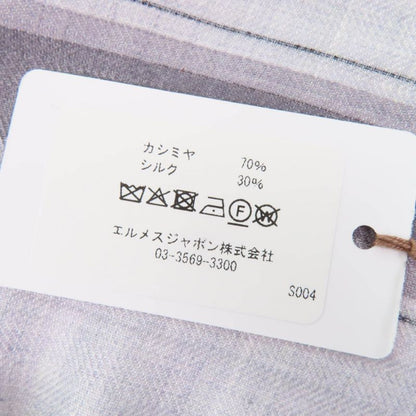 カシミヤ 70%
シルク 30%
F W
エルメスジャポン株式会社
03-3569-3300
S004